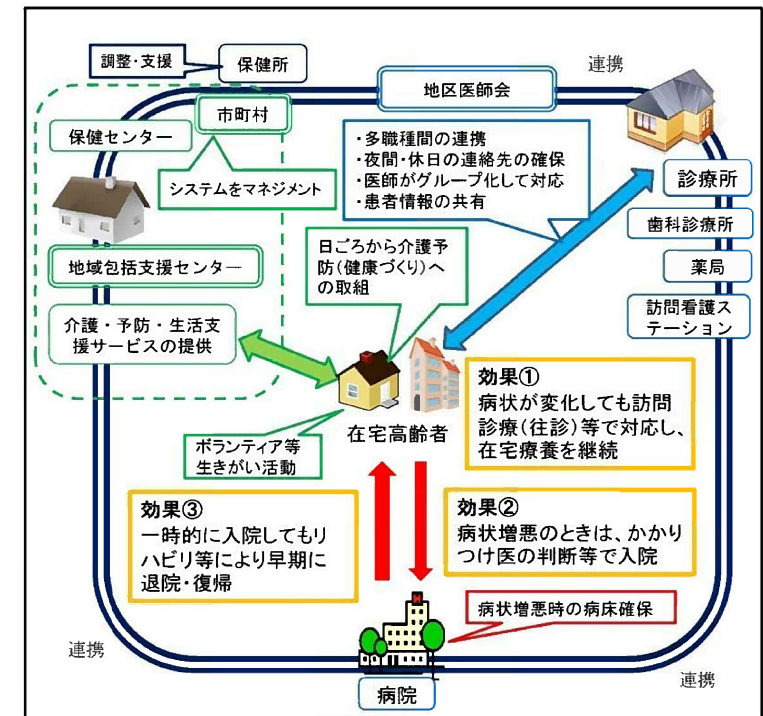 調整・支援
保健所
連携
地区医師会
市町村
保健センター
システムをマネジメント
・多職種間の連携
・夜間・休日の連絡先の確保
・医師がグループ化して対応
・患者情報の共有
診療所
歯科診療所
薬局
訪問看護ス
テーション
地域包括支援センター
日ごろから介護予
防(健康づくり)へ
の取組
介護・予防・生活支
援サービスの提供
在宅高齢者
ボランティア等
生きがい活動
効果①
病状が変化しても訪問
診療(往診)等で対応し、
在宅療養を継続
効果③
一時的に入院してもリ
ハビリ等により早期に
退院・復帰
効果②
病状増悪のときは、かかり
つけ医の判断等で入院
H
病状増悪時の病床確保
連携
連携
病院